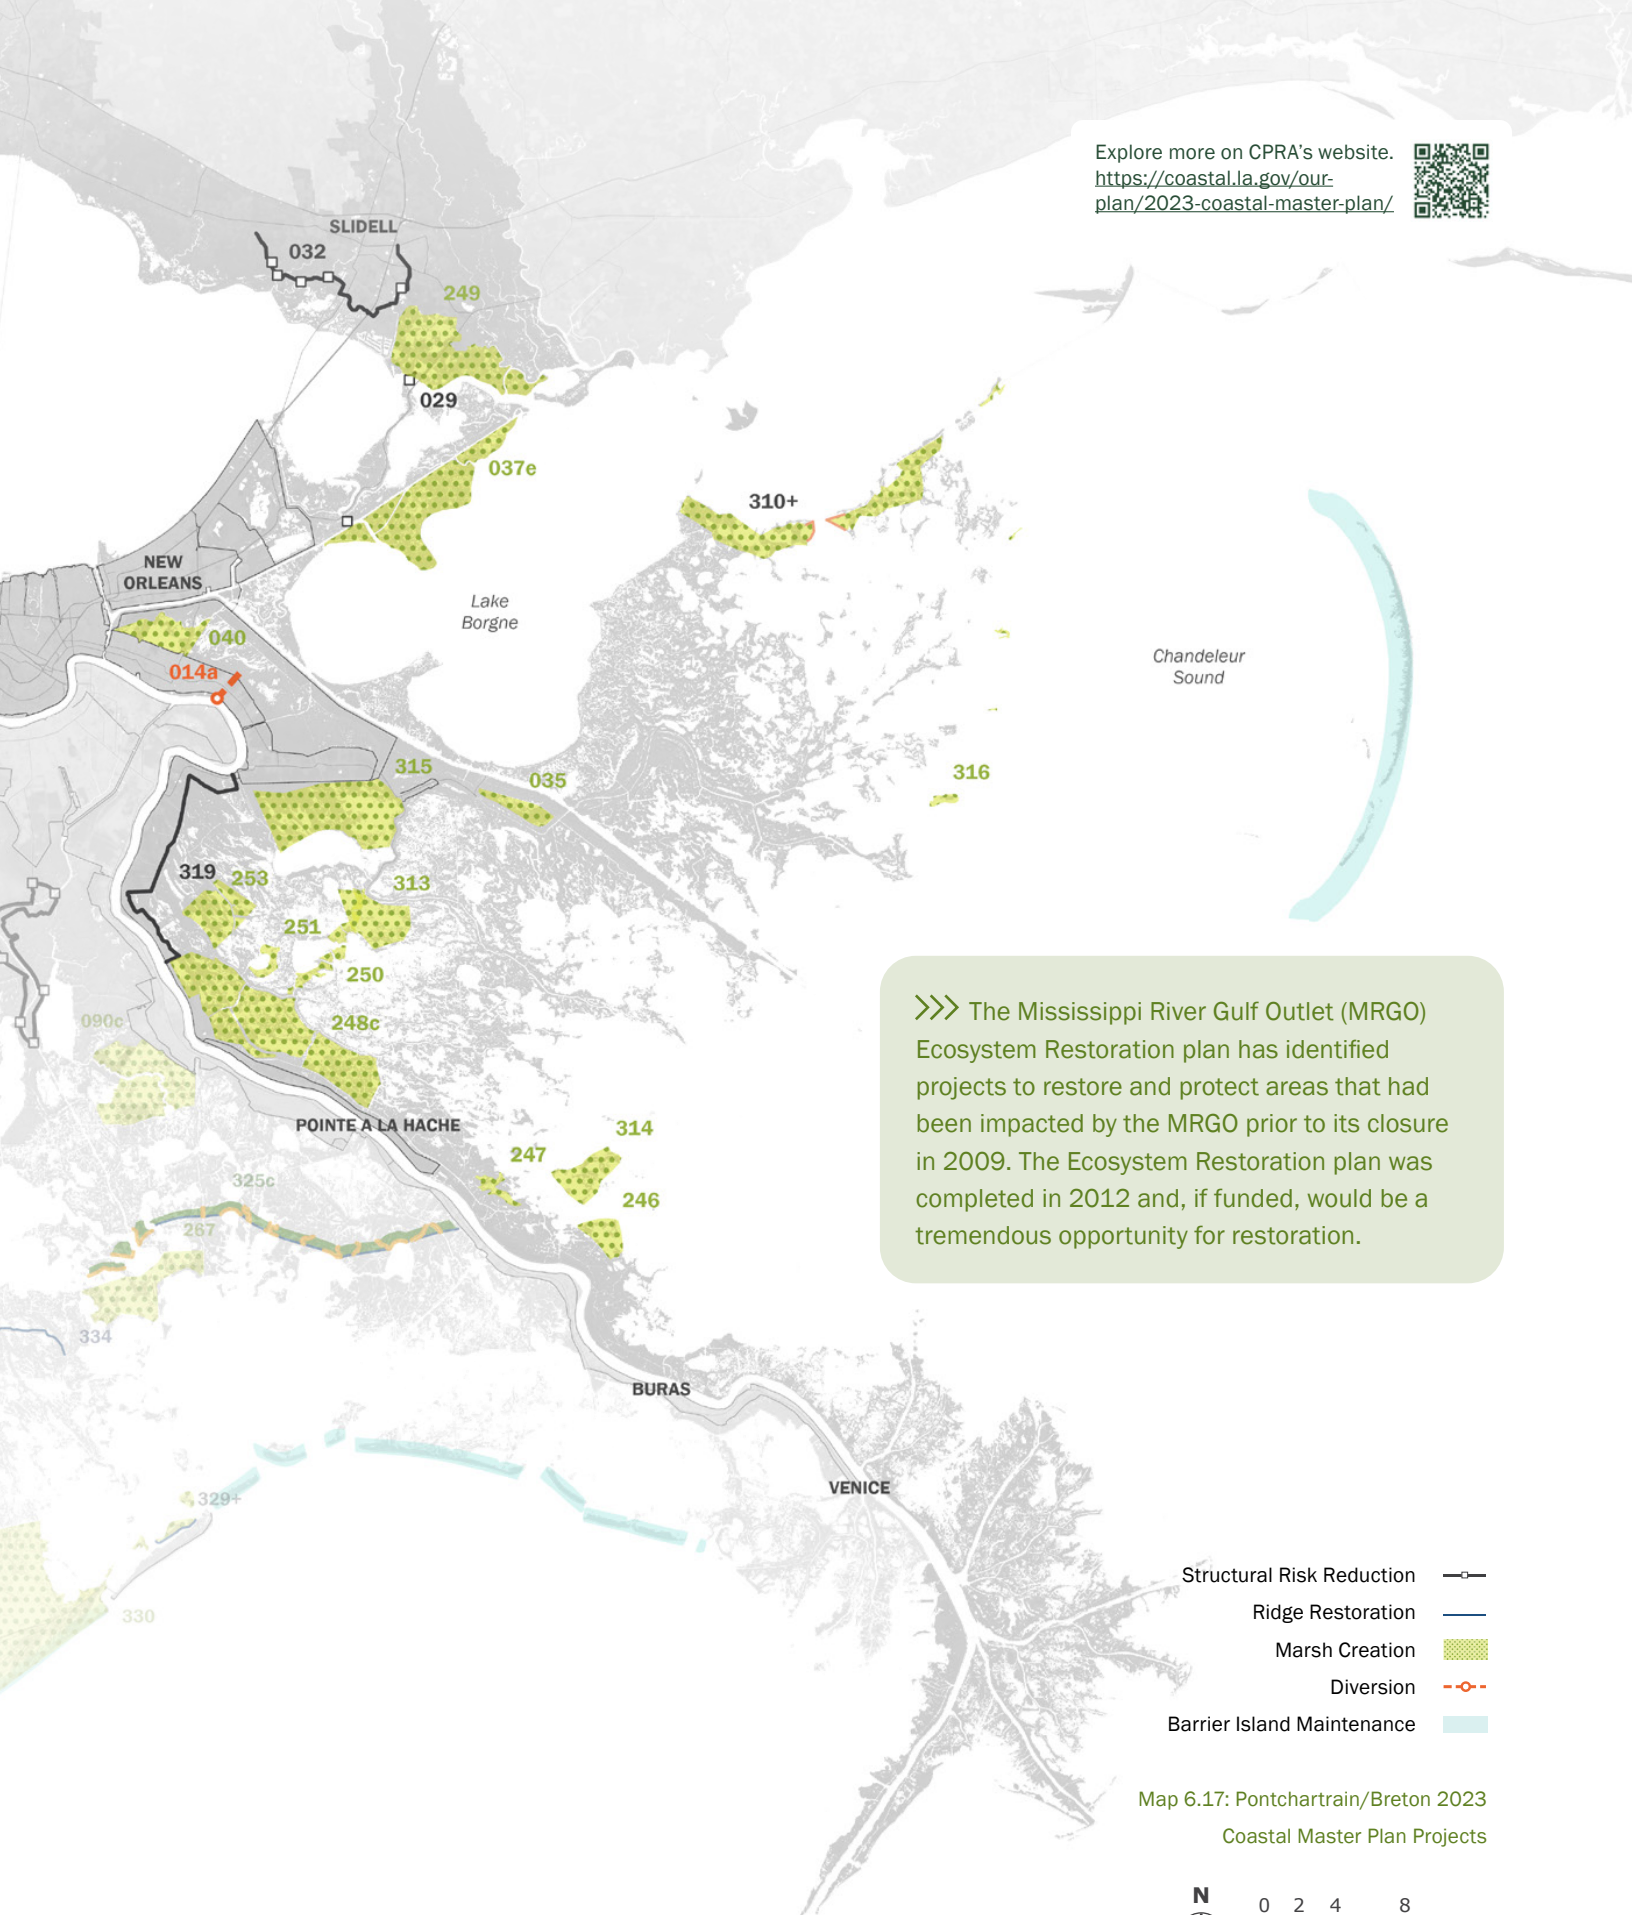 Explore more on CPRA's website.
https://coastal.la.gov/our-
plan/2023-coastal-master-plan/
SLIDELL
032
249
029
037e
310+
NEW
ORLEANS
Lake
Borgne
040
014a
Chandeleur
Sound
315
035
316
319
253
313
251
250
248c
090c
>>> The Mississippi River Gulf Outlet (MRGO)
Ecosystem Restoration plan has identified
projects to restore and protect areas that had
been impacted by the MRGO prior to its closure
in 2009. The Ecosystem Restoration plan was
completed in 2012 and, if funded, would be a
tremendous opportunity for restoration.
POINTE A LA HACHE
314
247
246
325c
267
334
BURAS
VENICE
329+
330
Structural Risk Reduction
Ridge Restoration
Marsh Creation
Diversion
Barrier Island Maintenance
Map 6.17: Pontchartrain/Breton 2023
Coastal Master Plan Projects
N
0 2 4 8